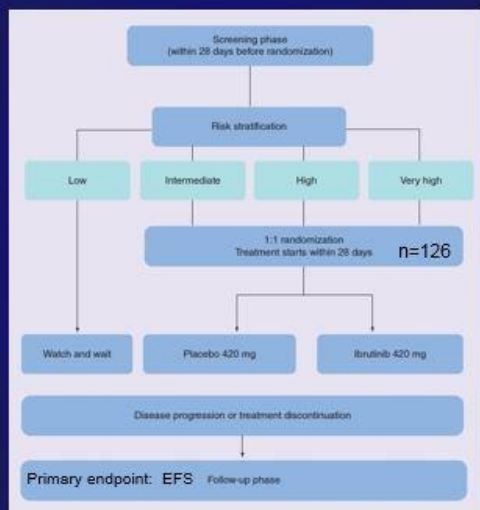 Screening phase
(within 28 days before randomization)
Risk stratification
Low
Intermediate
High
Very high
1:1 randomization
Treatment starts within 28 days
n=126
Watch and wait
Placebo 420 mg
Ibrutinib 420 mg
Disease progression or treatment discontinuation
Primary endpoint: EFS
Follow-up phase